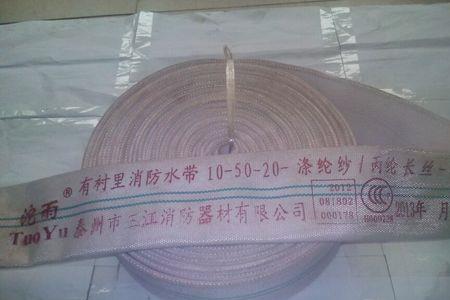 ® 有衬里消防水带 10-50-20- 涤纶纱 / 丙纶长丝-
沱雨
TuoYu 泰州市三江消防器材有限公司
2012
081802
000178
CCC
2013年 月